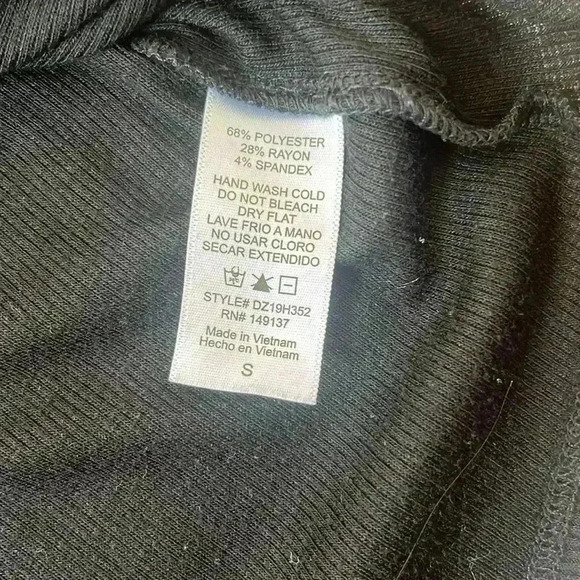 68% POLYESTER
28% RAYON
4% SPANDEX
HAND WASH COLD
DO NOT BLEACH
DRY FLAT
LAVE FRIO A MANO
NO USAR CLORO
SECAR EXTENDIDO
STYLE# DZ19H352
RN# 149137
Made in Vietnam
Hecho en Vietnam
S